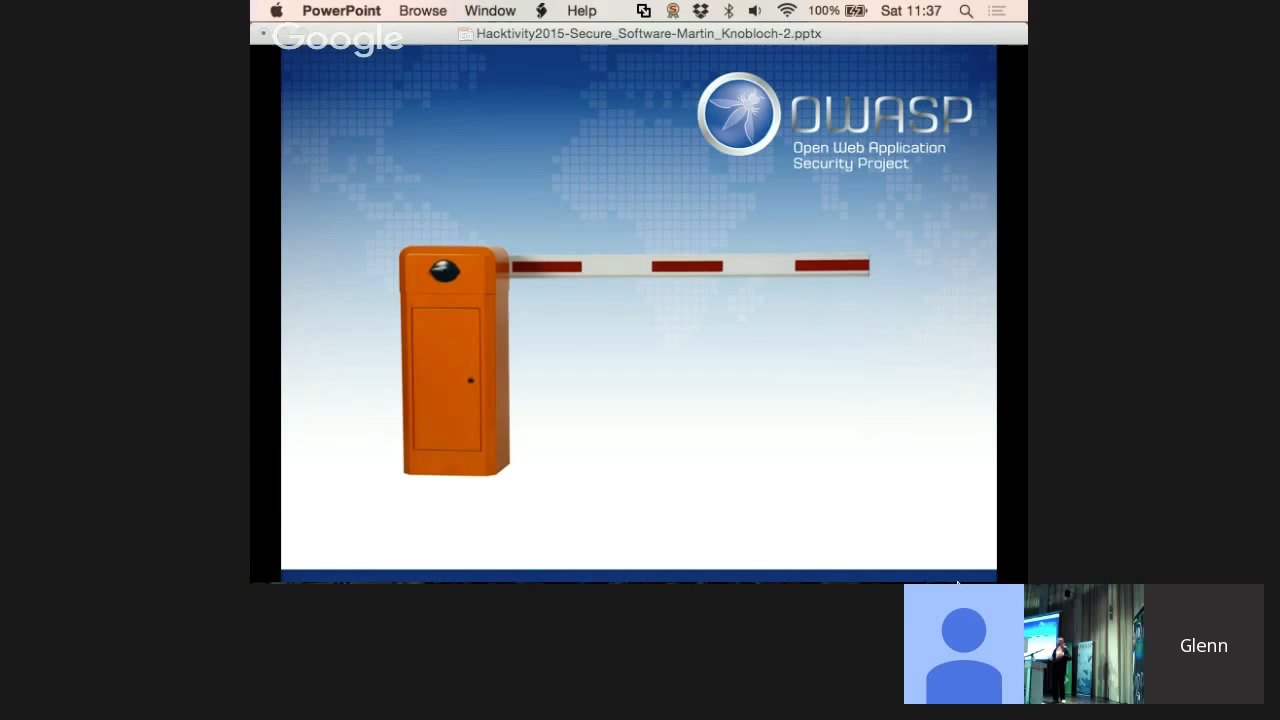 PowerPoint Browse Window Help 100% Sat 11:37
Hacktivity2015-Secure_Software-Martin_Knobloch-2.pptx
Google
OWASP
Open Web Application
Security Project
Glenn